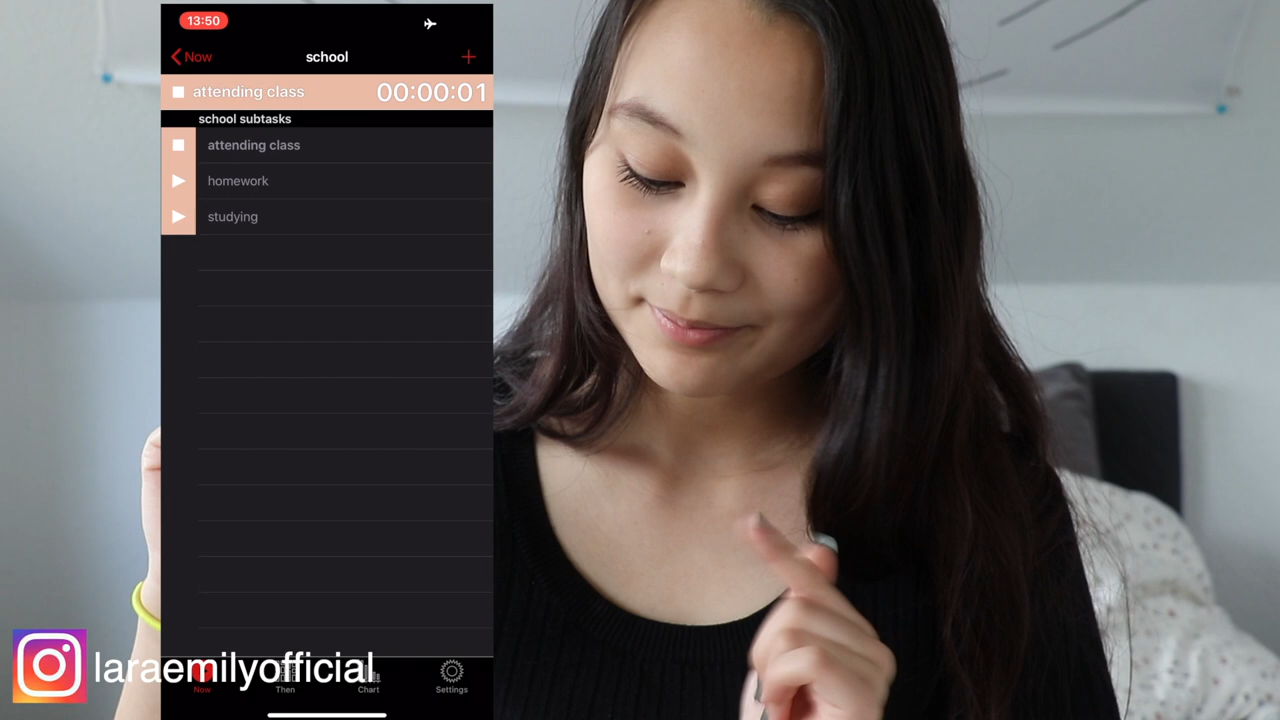 13:50
Now
school
+
attending class 00:00:01
school subtasks
attending class
homework
studying
laraemilyofficial
Now
Then
Chart
Settings